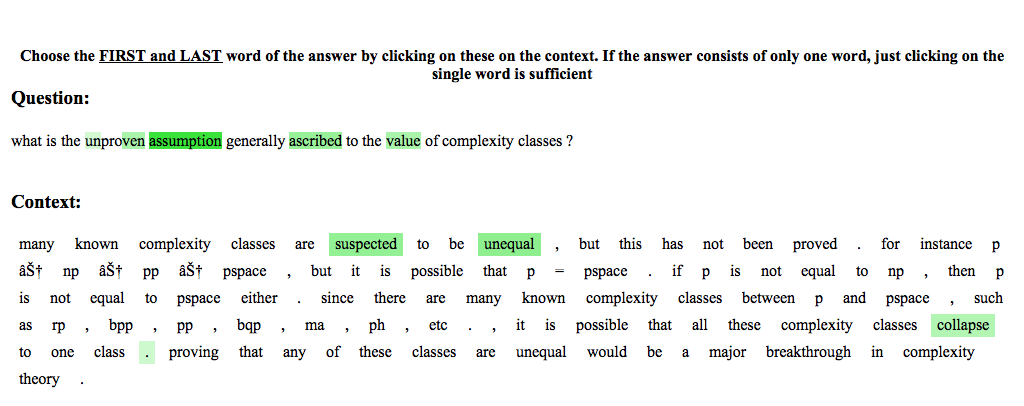 Choose the FIRST and LAST word of the answer by clicking on these on the context. If the answer consists of only one word, just clicking on the
single word is sufficient
Question:
what is the unproven assumption generally ascribed to the value of complexity classes ?
Context:
many known complexity classes are suspected to be unequal , but this has not been proved . for instance p
âŠ† np âŠ† pp âŠ† pspace , but it is possible that p = pspace . if p is not equal to np , then p
is not equal to pspace either . since there are many known complexity classes between p and pspace , such
as rp , bpp , pp , bqp , ma , ph , etc . , it is possible that all these complexity classes collapse
to one class . proving that any of these classes are unequal would be a major breakthrough in complexity
theory .